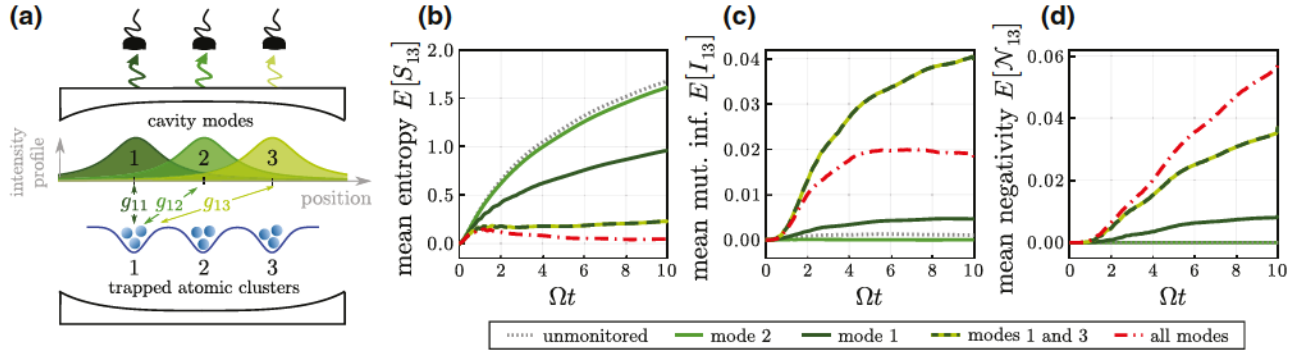 (a)
cavity modes
intensity
profile
1 2 3
position
g₁₁ g₁₂ g₁₃
1 2 3
trapped atomic clusters
(b)
mean entropy E[S₁₃]
2.0
1.5
1.0
0.5
0.0
0 2 4 6 8 10
Ωt
(c)
mean mut. inf. E[I₁₃]
0.04
0.03
0.02
0.01
0.00
0 2 4 6 8 10
Ωt
(d)
mean negativity E[𝒩₁₃]
0.06
0.04
0.02
0.00
0 2 4 6 8 10
Ωt
unmonitored mode 2 mode 1 modes 1 and 3 all modes